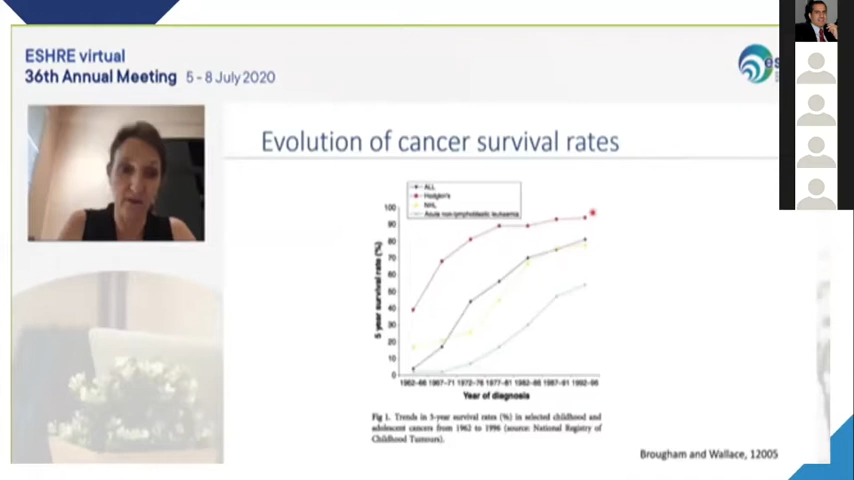 ESHRE virtual
36th Annual Meeting 5 - 8 July 2020
es
Evolution of cancer survival rates
ALL
Hodgkin's
NHL
Acute non-lymphoblastic leukaemia
100
90
80
70
60
50
40
30
20
10
0
5 year survival rate (%)
1962–66 1967–71 1972–76 1977–81 1982–86 1987–91 1992–96
Year of diagnosis
Fig 1. Trends in 5-year survival rates (%) in selected childhood and
adolescent cancers from 1962 to 1996 (source: National Registry of
Childhood Tumours).
Brougham and Wallace, 12005